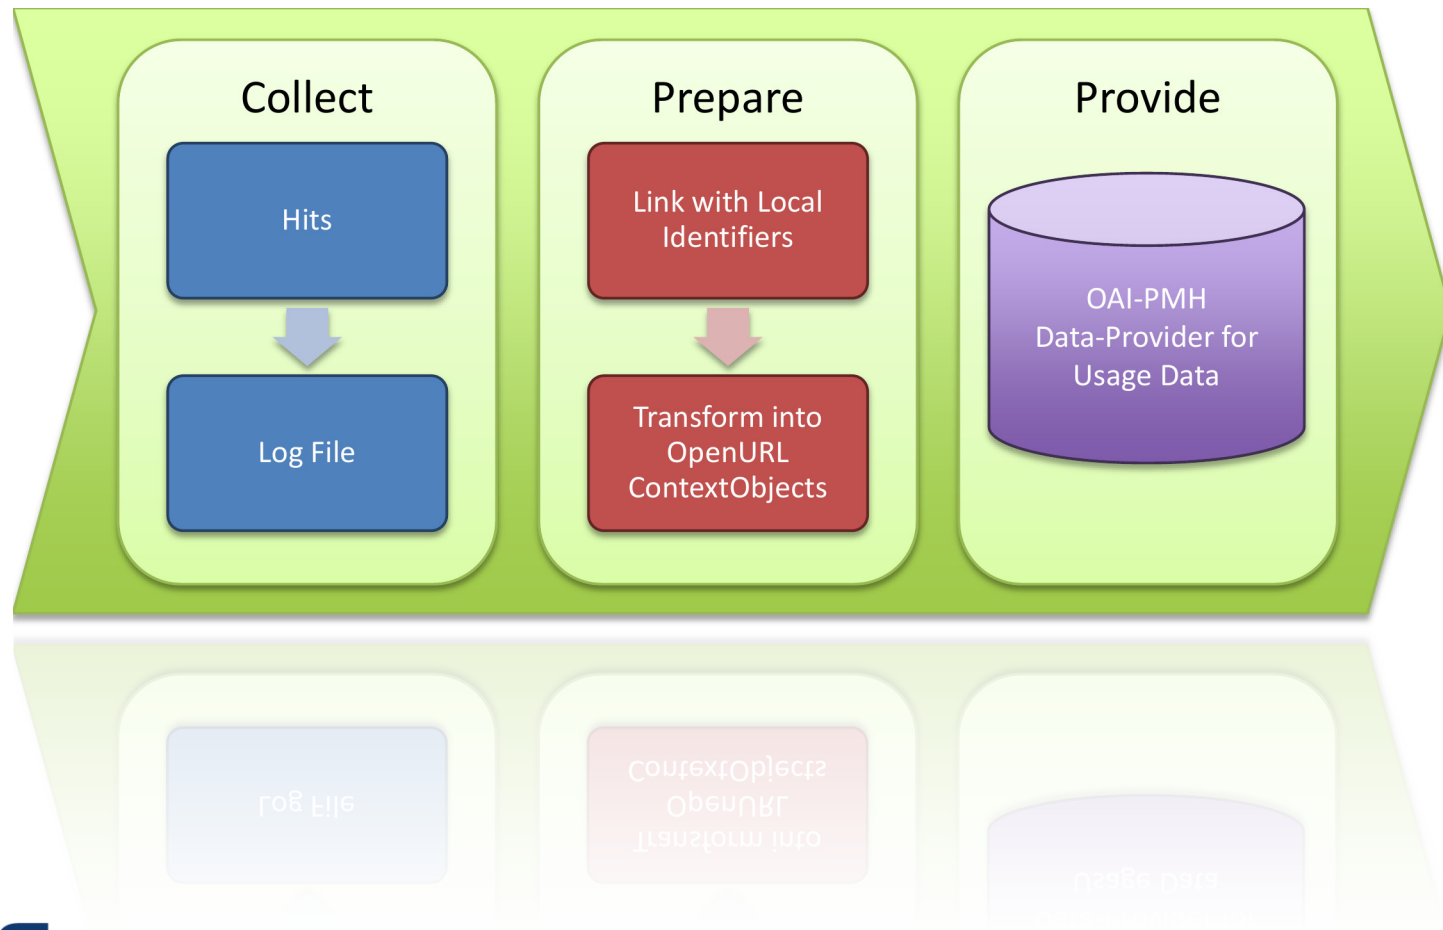 Collect
Hits
Log File
Prepare
Link with Local
Identifiers
Transform into
OpenURL
ContextObjects
Provide
OAI-PMH
Data-Provider for
Usage Data